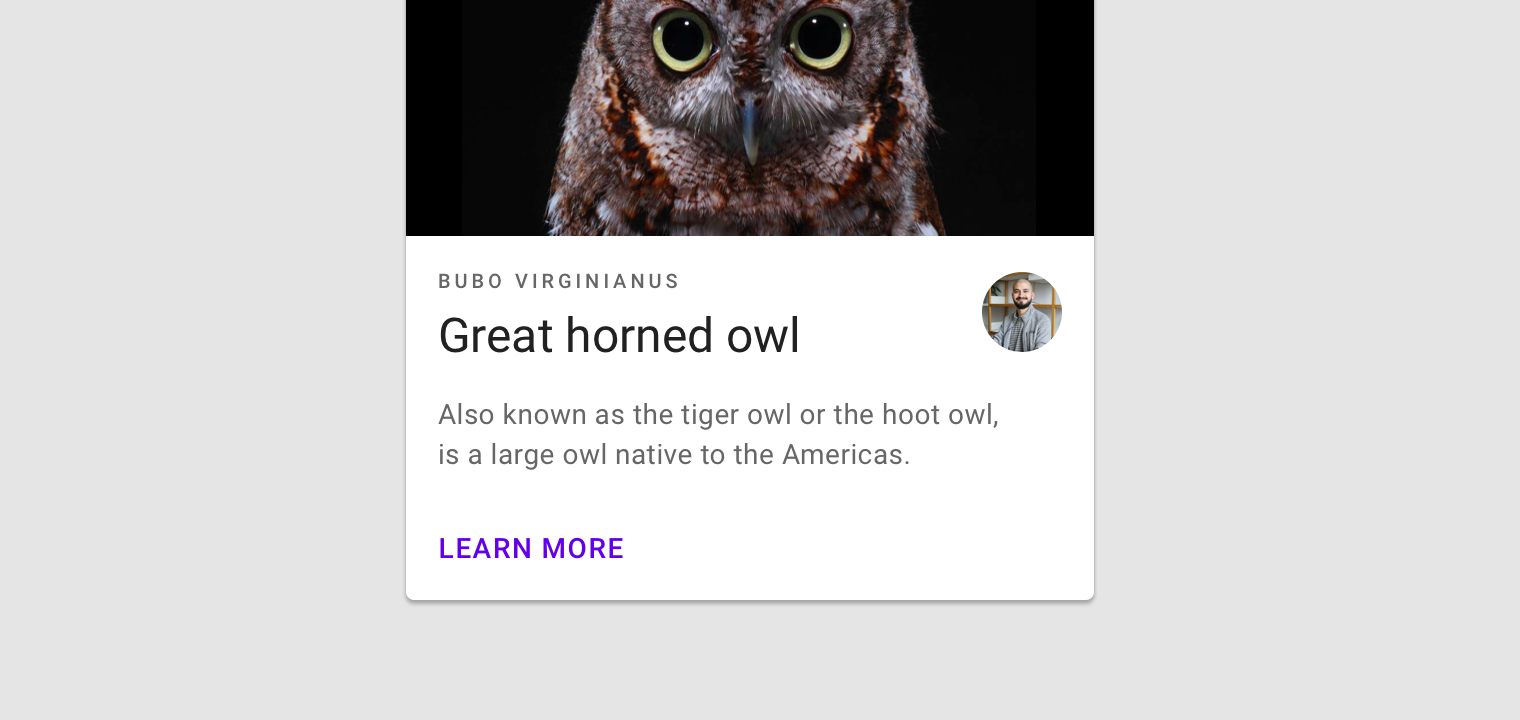 BUBO VIRGINIANUS
Great horned owl
Also known as the tiger owl or the hoot owl,
is a large owl native to the Americas.
LEARN MORE